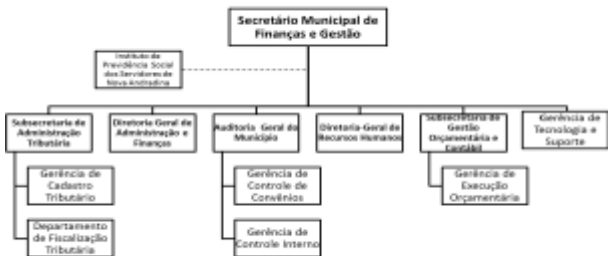 Secretário Municipal de
Finanças e Gestão
Instituto de
Previdência Social
dos Servidores de
Nova Andradina
Subsecretaria de
Administração
Tributária
Diretoria Geral de
Administração e
Finanças
Auditoria Geral do
Município
Diretoria-Geral de
Recursos Humanos
Subsecretaria de
Gestão
Orçamentária e
Contábil
Gerência de
Tecnologia e
Suporte
Gerência de
Cadastro
Tributário
Gerência de
Controle de
Convênios
Gerência de
Execução
Orçamentária
Departamento
de Fiscalização
Tributária
Gerência de
Controle Interno